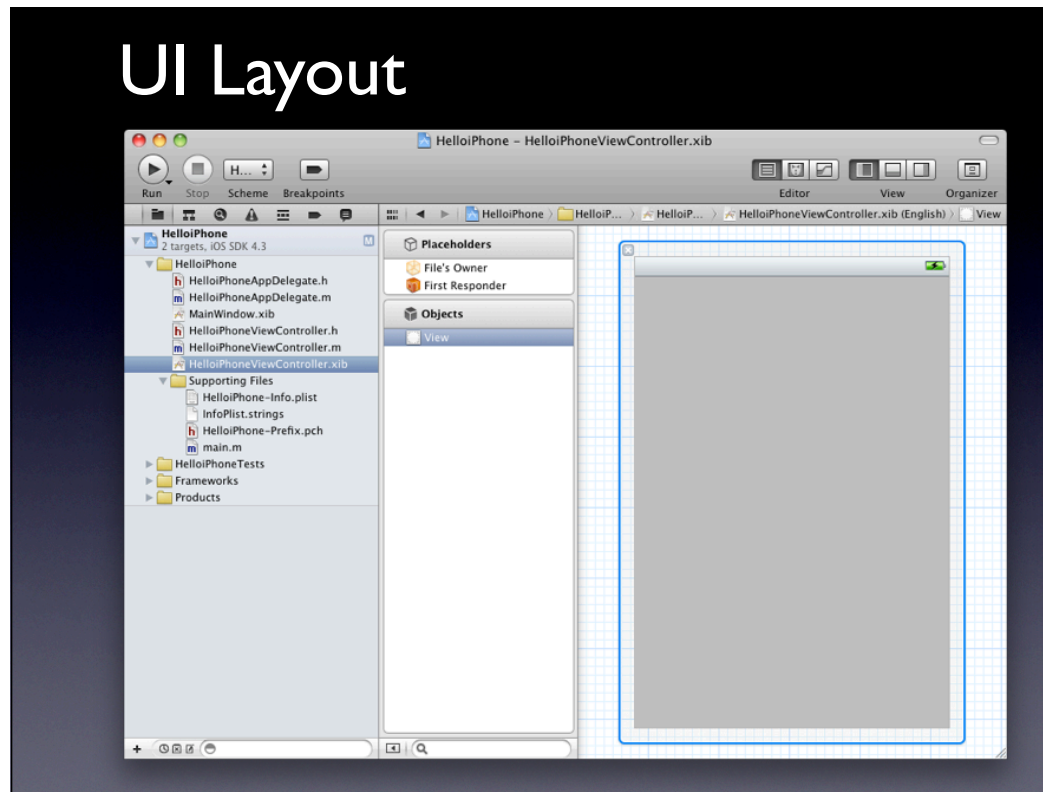 UI Layout
HelloiPhone – HelloiPhoneViewController.xib
H...
Run Stop Scheme Breakpoints Editor View Organizer
HelloiPhone HelloiP... HelloiP... HelloiPhoneViewController.xib (English) View
HelloiPhone
2 targets, iOS SDK 4.3
M
HelloiPhone
h HelloiPhoneAppDelegate.h
m HelloiPhoneAppDelegate.m
MainWindow.xib
h HelloiPhoneViewController.h
m HelloiPhoneViewController.m
HelloiPhoneViewController.xib
Supporting Files
HelloiPhone-Info.plist
InfoPlist.strings
h HelloiPhone-Prefix.pch
m main.m
HelloiPhoneTests
Frameworks
Products
Placeholders
File's Owner
First Responder
Objects
View